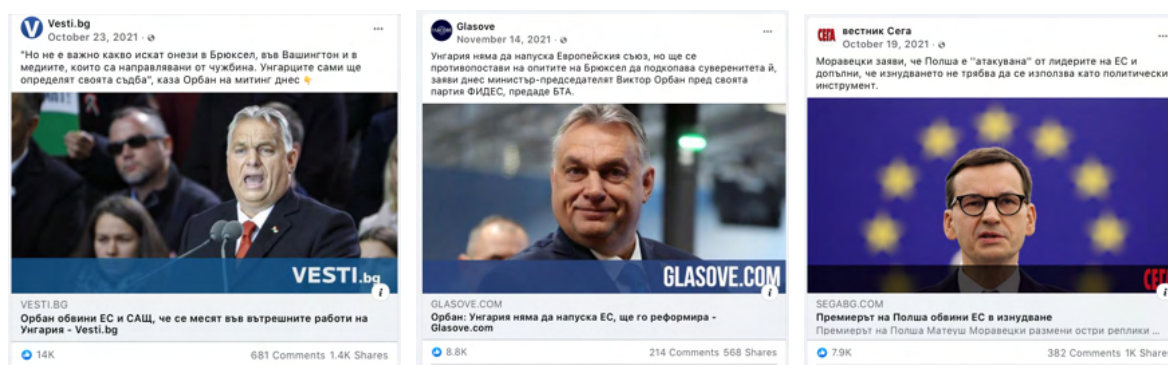 Vesti.bg
October 23, 2021 ·
"Но не е важно какво искат онези в Брюксел, във Вашингтон и в
медиите, които са направлявани от чужбина. Унгарците сами ще
определят своята съдба", каза Орбан на митинг днес 👇
VESTI.bg
VESTI.BG
Орбан обвини ЕС и САЩ, че се месят във вътрешните работи на
Унгария - Vesti.bg
14K
681 Comments 1.4K Shares
Glasove
November 14, 2021 ·
Унгария няма да напуска Европейския съюз, но ще се
противопостави на опитите на Брюксел да подкопава суверенитета ѝ,
заяви днес министър-председателят Виктор Орбан пред своята
партия ФИДЕС, предаде БТА.
GLASOVE.COM
GLASOVE.COM
Орбан: Унгария няма да напуска ЕС, ще го реформира -
Glasove.com
8.8K
214 Comments 568 Shares
СЕГА
вестник Сега
October 19, 2021 ·
Моравецки заяви, че Полша е "атакувана" от лидерите на ЕС и
допълни, че изнудването не трябва да се използва като политически
инструмент.
SEGABG.COM
Премиерът на Полша обвини ЕС в изнудване
Премиерът на Полша Матеуш Моравецки размени остри реплики ...
7.9K
382 Comments 1K Share